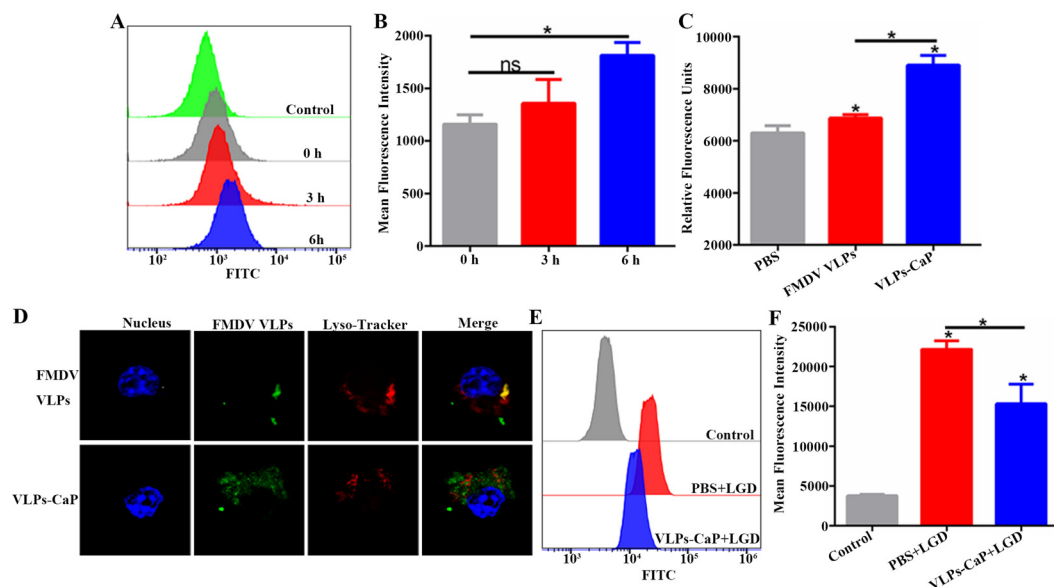 A
Control
0 h
3 h
6h
10² 10³ 10⁴ 10⁵
FITC
B
Mean Fluorescence Intensity
2000
1500
1000
500
0
*
ns
0 h 3 h 6 h
C
Relative Fluorescence Units
10000
8000
6000
4000
2000
*
*
*
PBS
FMDV VLPs
VLPs-CaP
D
Nucleus FMDV VLPs Lyso-Tracker Merge
FMDV
VLPs
VLPs-CaP
E
Control
PBS+LGD
VLPs-CaP+LGD
10³ 10⁴ 10⁵ 10⁶
FITC
F
Mean Fluorescence Intensity
25000
20000
15000
10000
5000
0
*
*
*
Control
PBS+LGD
VLPs-CaP+LGD